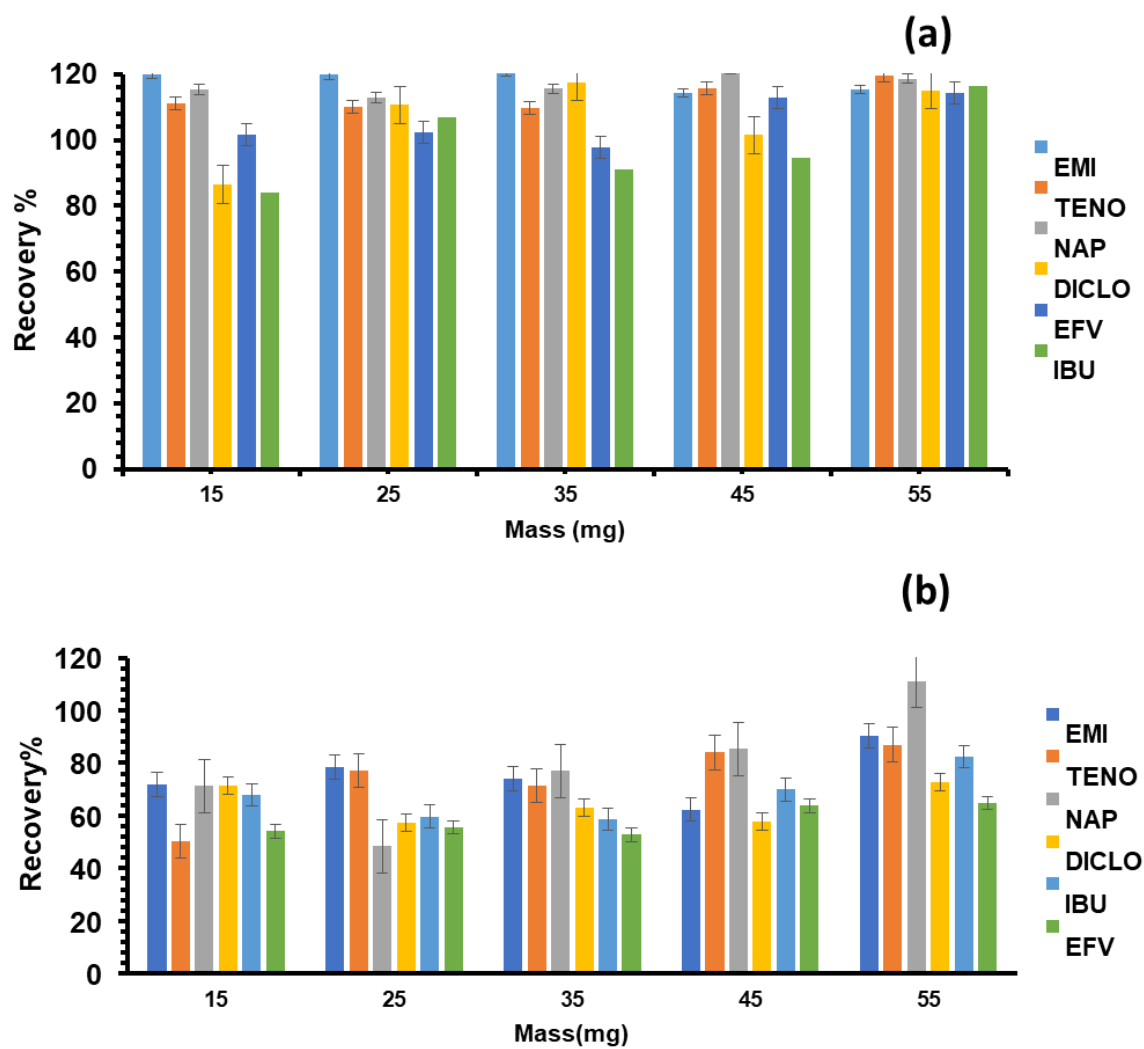 (a)
Recovery %
120
100
80
60
40
20
0
15 25 35 45 55
Mass (mg)
EMI
TENO
NAP
DICLO
EFV
IBU
(b)
Recovery%
120
100
80
60
40
20
0
15 25 35 45 55
Mass(mg)
EMI
TENO
NAP
DICLO
IBU
EFV